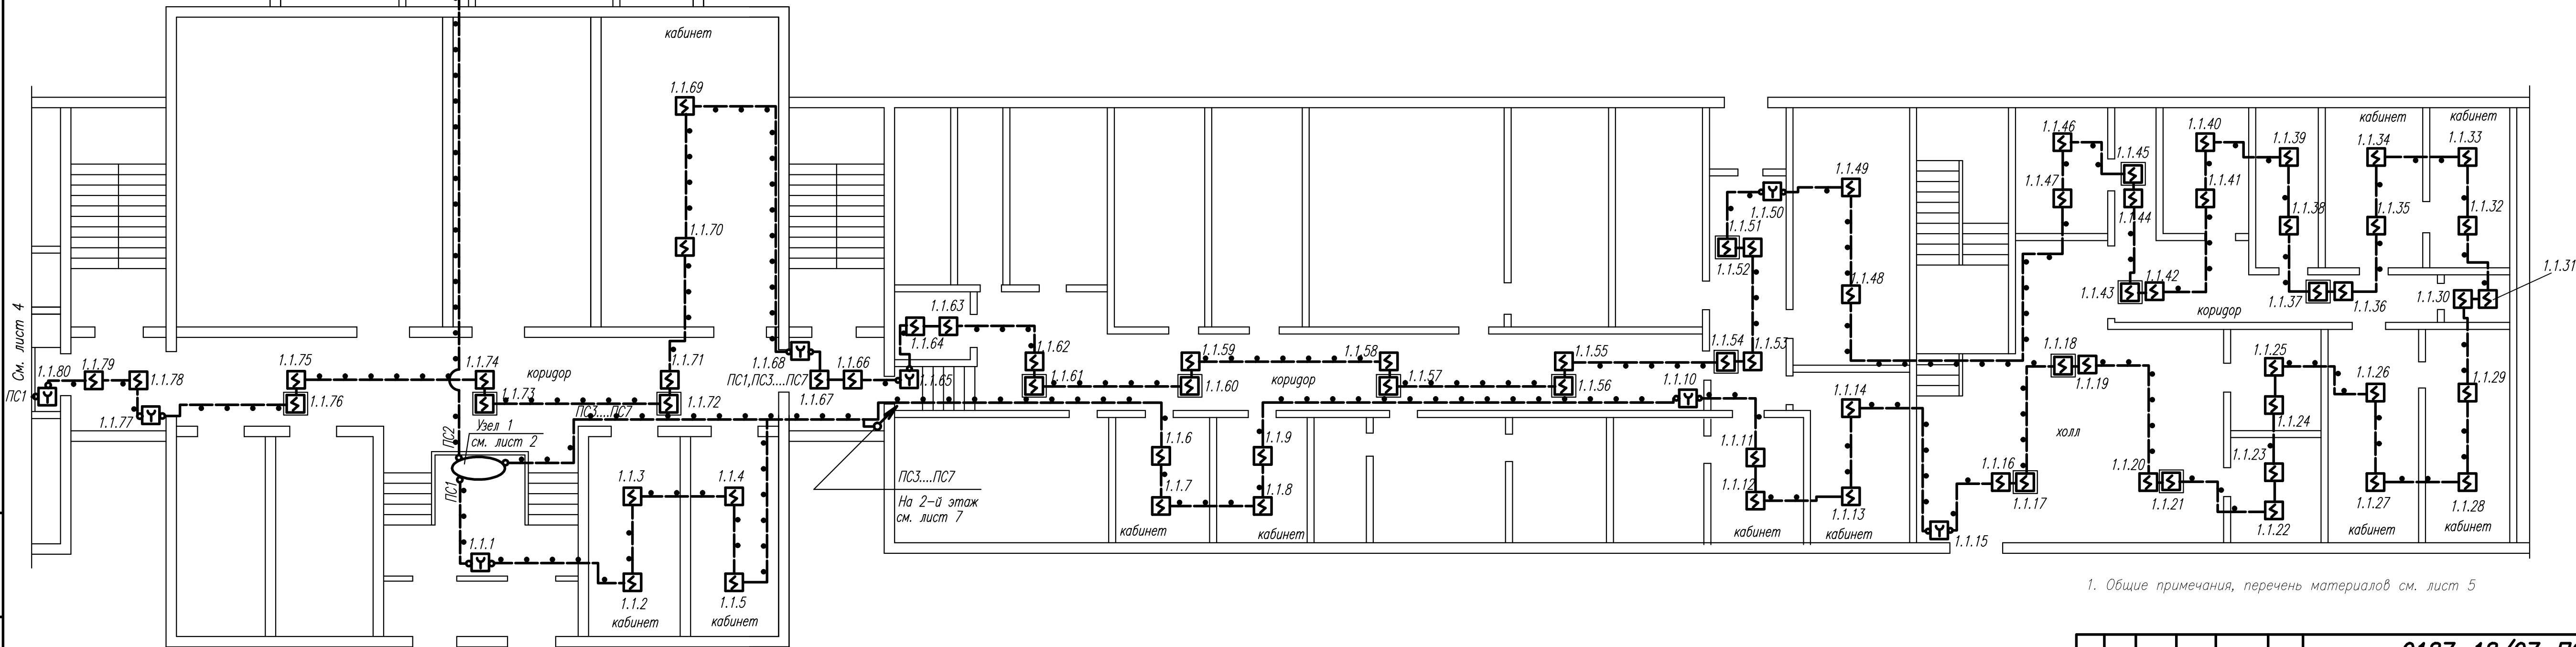 кабинет
1.1.69
1.1.70
См. лист 4
ПС1
1.1.80
1.1.79
1.1.78
1.1.77
1.1.75
1.1.76
1.1.74
1.1.73
коридор
1.1.71
1.1.72
ПС3....ПС7
Узел 1
см. лист 2
ПС2
ПС1
1.1.1
1.1.3
1.1.4
1.1.2
1.1.5
кабинет
кабинет
1.1.68
ПС1,ПС3....ПС7
1.1.67
1.1.66
1.1.65
1.1.64
1.1.63
1.1.62
1.1.61
ПС3....ПС7
На 2-й этаж
см. лист 7
1.1.59
1.1.60
коридор
1.1.58
1.1.57
1.1.55
1.1.56
1.1.6
1.1.7
1.1.9
1.1.8
кабинет
кабинет
1.1.54
1.1.53
1.1.52
1.1.51
1.1.50
1.1.49
1.1.48
1.1.10
1.1.11
1.1.12
1.1.14
1.1.13
кабинет
кабинет
1.1.15
1.1.16
1.1.17
1.1.18
1.1.19
холл
1.1.20
1.1.21
1.1.22
1.1.23
1.1.24
1.1.25
1.1.26
1.1.27
1.1.29
1.1.28
кабинет
кабинет
1.1.46
1.1.47
1.1.45
1.1.44
1.1.43
1.1.42
1.1.40
1.1.41
коридор
1.1.39
1.1.38
1.1.37
1.1.36
кабинет
1.1.34
1.1.35
кабинет
1.1.33
1.1.32
1.1.30
1.1.31
1. Общие примечания, перечень материалов см. лист 5